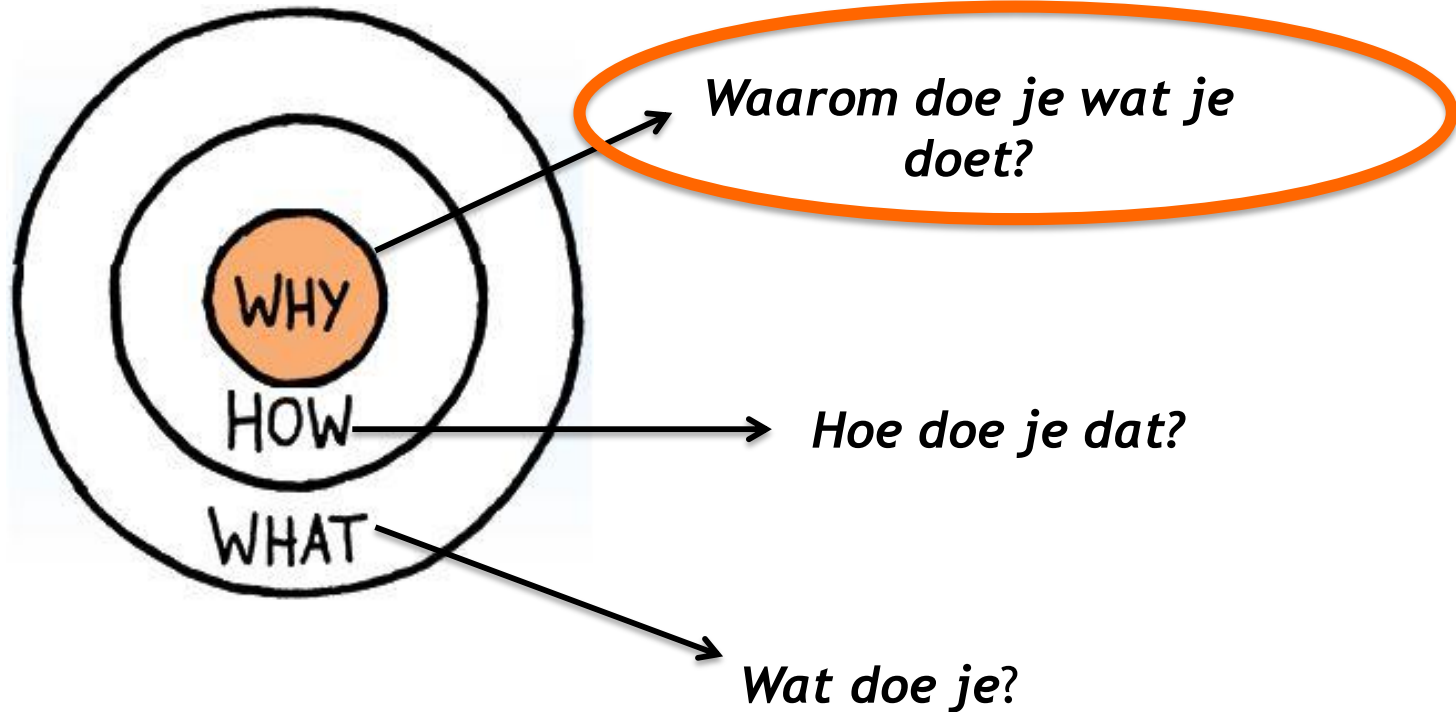 Waarom doe je wat je
doet?
WHY
HOW
Hoe doe je dat?
WHAT
Wat doe je?